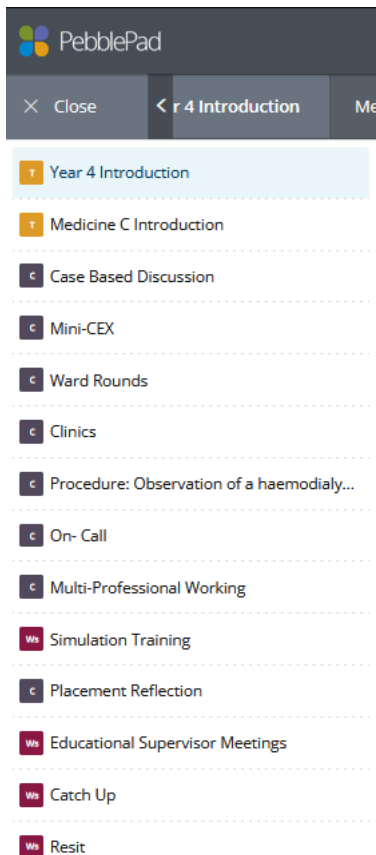 PebblePad
× Close < r 4 Introduction Me
T Year 4 Introduction
T Medicine C Introduction
C Case Based Discussion
C Mini-CEX
C Ward Rounds
C Clinics
C Procedure: Observation of a haemodialy...
C On- Call
C Multi-Professional Working
Ws Simulation Training
C Placement Reflection
Ws Educational Supervisor Meetings
Ws Catch Up
Ws Resit